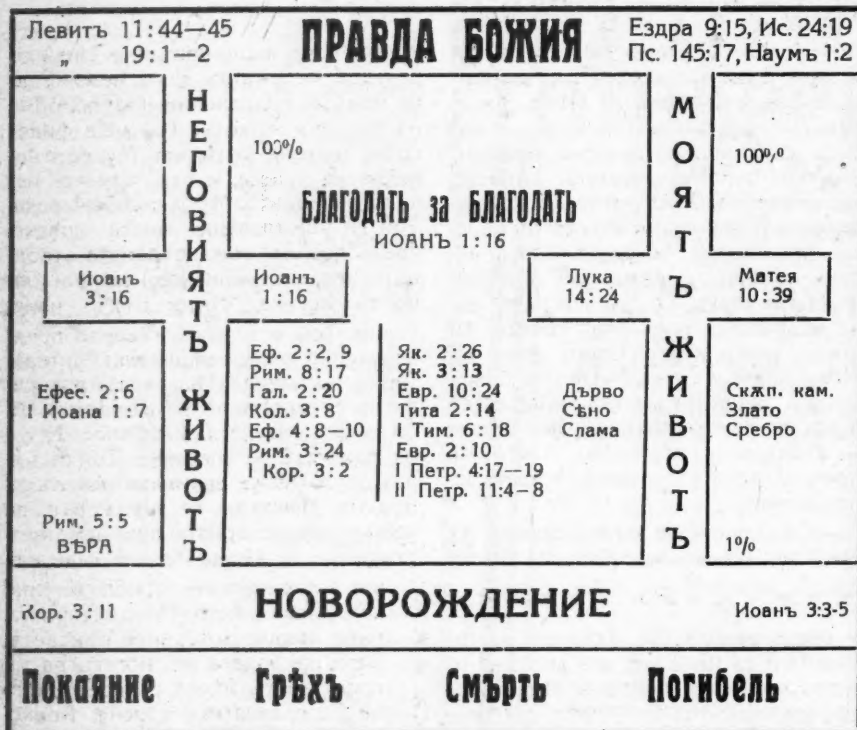 Левитъ 11:44—45
„ 19:1—2
ПРАВДА БОЖИЯ
Ездра 9:15, Ис. 24:19
Пс. 145:17, Наумъ 1:2
НЕГОВИЯТЪ ЖИВОТЪ
100%
МОЯТЪ ЖИВОТЪ
100%
БЛАГОДАТЬ за БЛАГОДАТЬ
ИОАНЪ 1:16
Иоанъ
3:16
Иоанъ
1:16
Лука
14:24
Матея
10:39
Ефес. 2:6
Иоана 1:7
Рим. 5:5
ВѢРА
Еф. 2:2, 9
Рим. 8:17
Гал. 2:20
Кол. 3:8
Еф. 4:8—10
Рим. 3:24
I Кор. 3:2
Як. 2:26
Як. 3:13
Евр. 10:24
Тита 2:14
I Тим. 6:18
Евр. 2:10
I Петр. 4:17—19
II Петр. 11:4-8
Дърво
Сѣно
Слама
Скѫп. кам.
Злато
Сребро
1%
Кор. 3:11
НОВОРОЖДЕНИЕ
Иоанъ 3:3-5
Покаяние
Грѣхъ
Смърть
Погибель